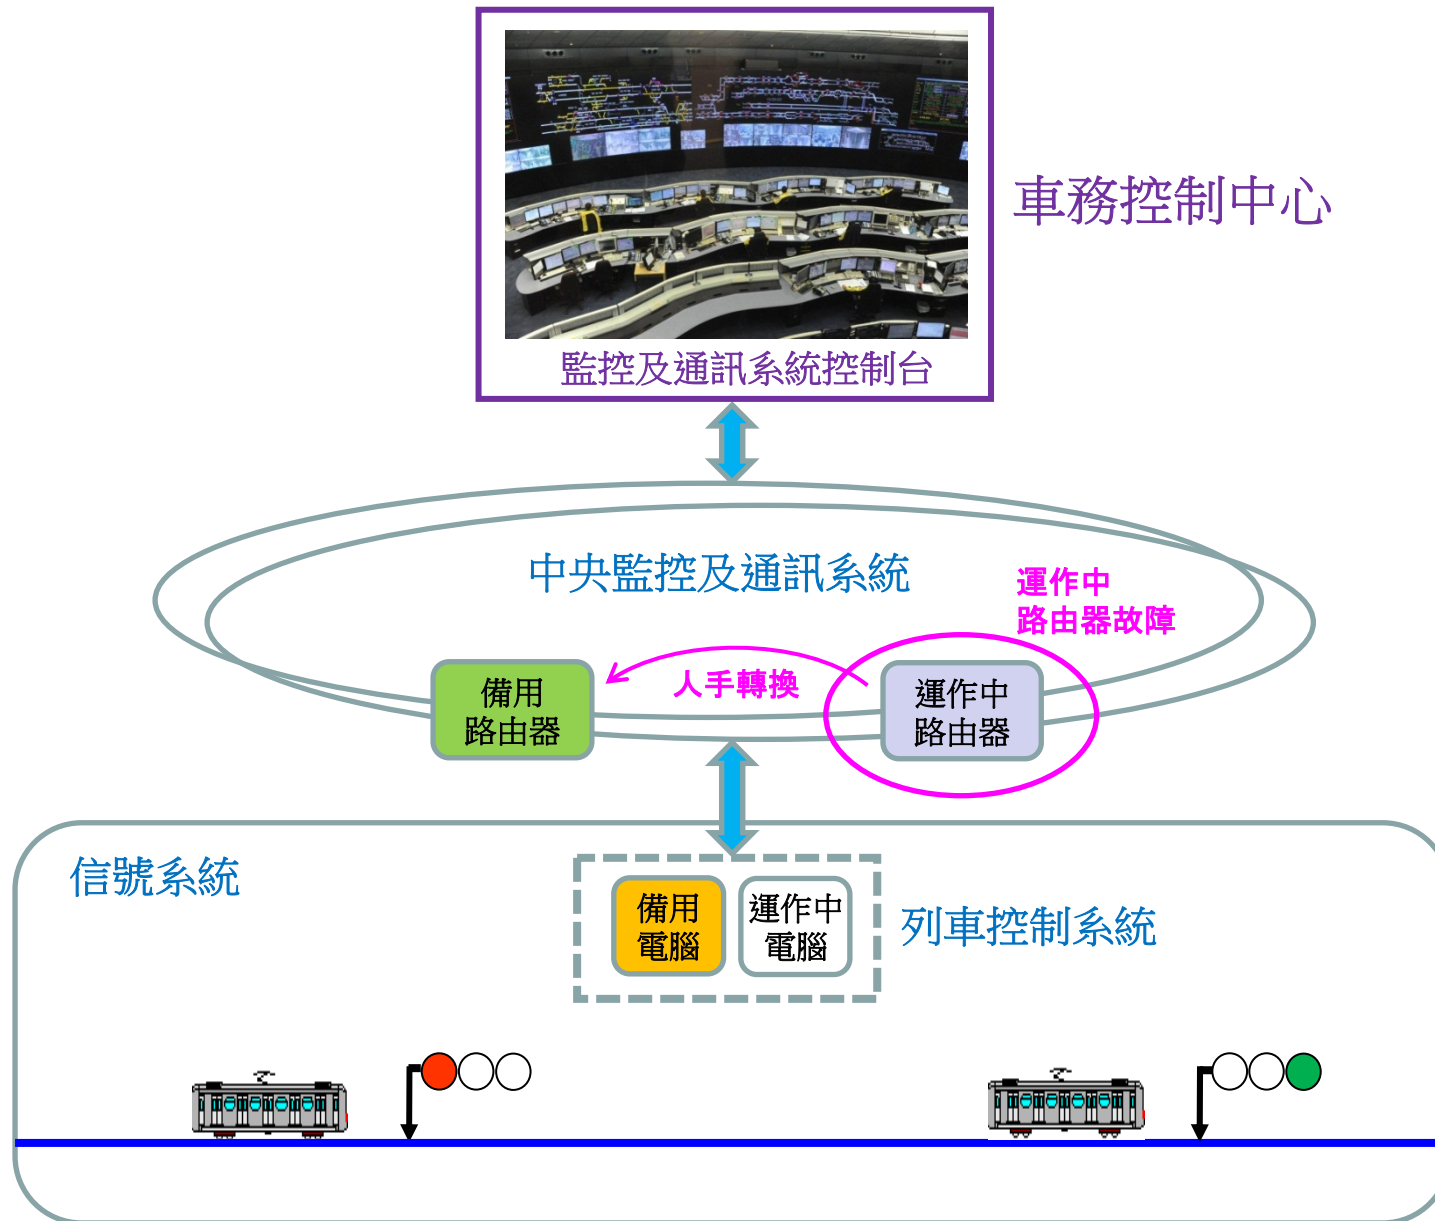 車務控制中心
監控及通訊系統控制台
中央監控及通訊系統
運作中
路由器故障
人手轉換
備用
路由器
運作中
路由器
信號系統
備用
電腦
運作中
電腦
列車控制系統